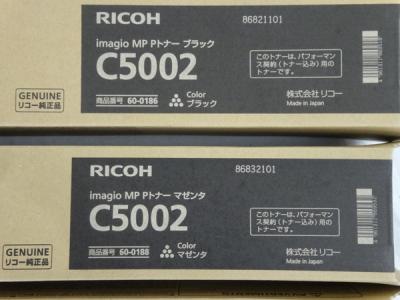 RICOH
86821101
imagio MP Pトナー ブラック
C5002
このトナーは、パフォーマン
ス契約（トナー込み）用の
トナーです。
商品番号 60-0186
Color
ブラック
株式会社リコー
Made in Japan
GENUINE
リコー純正品
RICOH
86832101
imagio MP Pトナー マゼンタ
C5002
このトナーは、パフォーマン
ス契約（トナー込み）用の
トナーです。
商品番号 60-0188
Color
マゼンタ
株式会社リコー
Made in Japan
GENUINE
リコー純正品